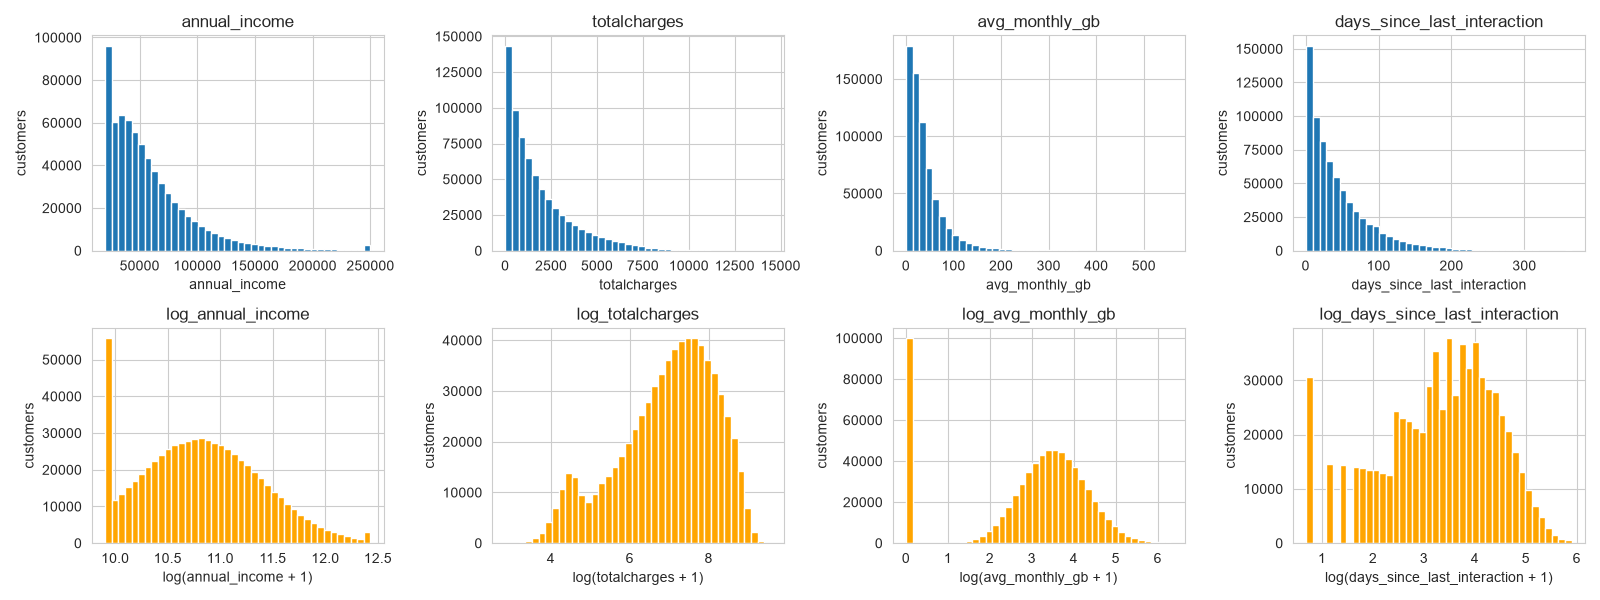 annual_income
totalcharges
avg_monthly_gb
days_since_last_interaction
customers
100000
80000
60000
40000
20000
0
50000 100000 150000 200000 250000
annual_income
customers
150000
125000
100000
75000
50000
25000
0
0 2500 5000 7500 10000 12500 15000
totalcharges
customers
150000
100000
50000
0
0 100 200 300 400 500
avg_monthly_gb
customers
150000
125000
100000
75000
50000
25000
0
0 100 200 300
days_since_last_interaction
log_annual_income
log_totalcharges
log_avg_monthly_gb
log_days_since_last_interaction
customers
50000
40000
30000
20000
10000
0
10.0 10.5 11.0 11.5 12.0 12.5
log(annual_income + 1)
customers
40000
30000
20000
10000
0
4 6 8
log(totalcharges + 1)
customers
100000
80000
60000
40000
20000
0
0 1 2 3 4 5 6
log(avg_monthly_gb + 1)
customers
30000
20000
10000
0
1 2 3 4 5 6
log(days_since_last_interaction + 1)